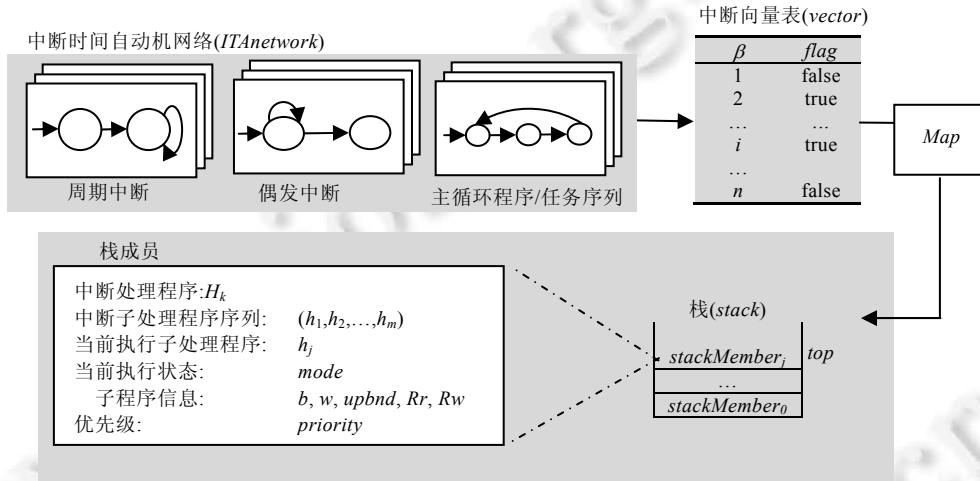 中断向量表(vector)
中断时间自动机网络(ITAnetwork)
β flag
1 false
2 true
… …
i true
…
n false
Map
周期中断
偶发中断
主循环程序/任务序列
栈成员
中断处理程序:Hk
中断子处理程序序列: (h1,h2,…,hm)
当前执行子处理程序: hj
当前执行状态: mode
子程序信息: b, w, upbnd, Rr, Rw
优先级: priority
栈(stack)
stackMemberj top
…
stackMember0